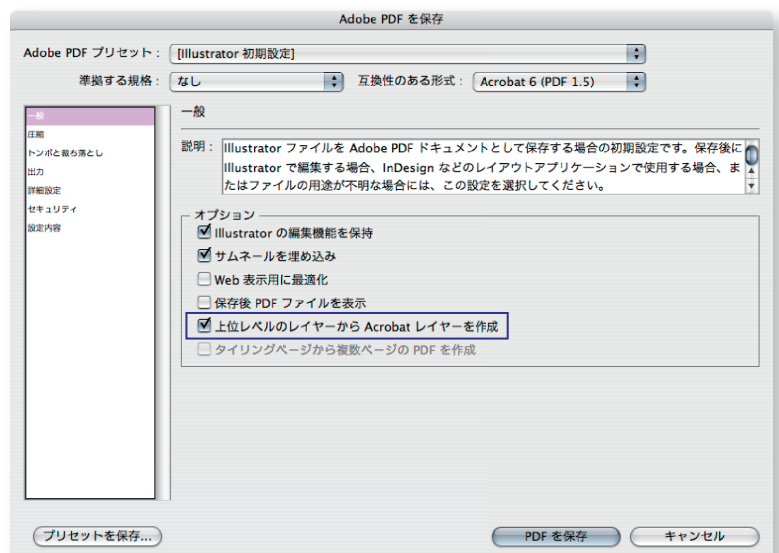 Adobe PDF を保存
Adobe PDF プリセット： [Illustrator 初期設定]
準拠する規格： なし 互換性のある形式： Acrobat 6 (PDF 1.5)
一般
圧縮
トンボと裁ち落とし
出力
詳細設定
セキュリティ
設定内容
一般
説明： Illustrator ファイルを Adobe PDF ドキュメントとして保存する場合の初期設定です。保存後に
Illustrator で編集する場合、InDesign などのレイアウトアプリケーションで使用する場合、ま
たはファイルの用途が不明な場合には、この設定を選択してください。
オプション
Illustrator の編集機能を保持
サムネールを埋め込み
Web 表示用に最適化
保存後 PDF ファイルを表示
上位レベルのレイヤーから Acrobat レイヤーを作成
タイリングページから複数ページの PDF を作成
プリセットを保存... PDF を保存 キャンセル